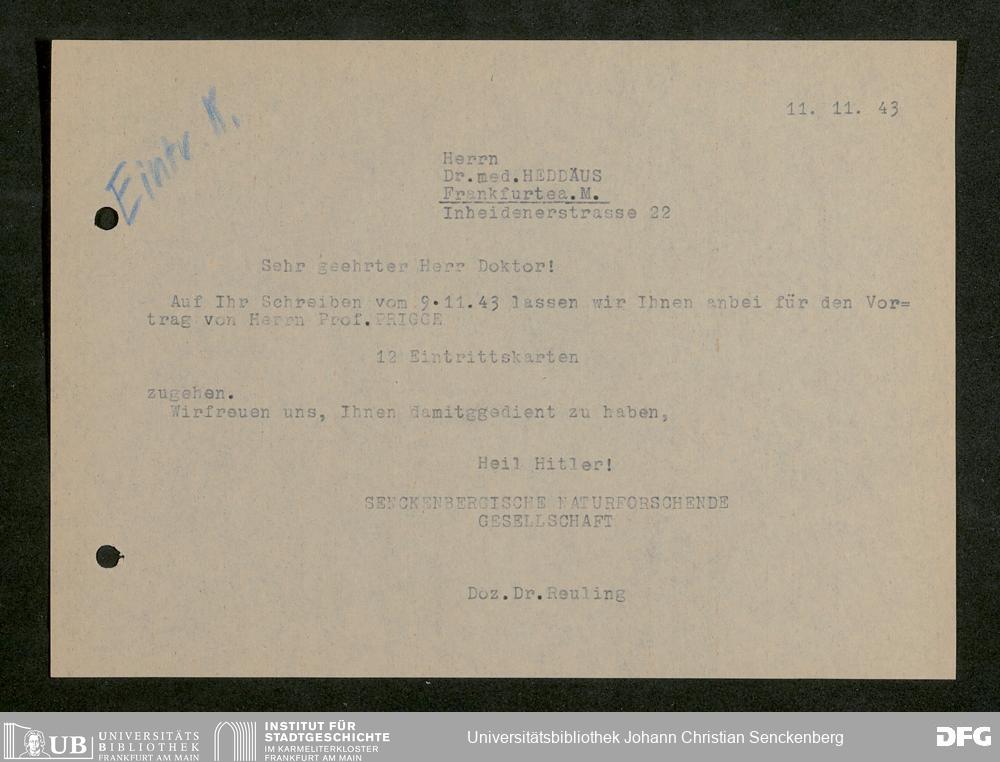 11. 11. 43
Eintr. K.
Herrn
Dr.med.HEDDÄUS
Frankfurtea.M.
Inheidenerstrasse 22
Sehr geehrter Herr Doktor!
Auf Ihr Schreiben vom 9.11.43 lassen wir Ihnen anbei für den Vor=
trag von Herrn Prof.PRIGGE
12 Eintrittskarten
zugehen.
Wirfreuen uns, Ihnen damitggedient zu haben,
Heil Hitler!
SENCKENBERGISCHE NATURFORSCHENDE
GESELLSCHAFT
Doz.Dr.Reuling
UB UNIVERSITÄTS
BIBLIOTHEK
FRANKFURT AM MAIN
INSTITUT FÜR
STADTGESCHICHTE
IM KARMELITERKLOSTER
FRANKFURT AM MAIN
Universitätsbibliothek Johann Christian Senckenberg
DFG